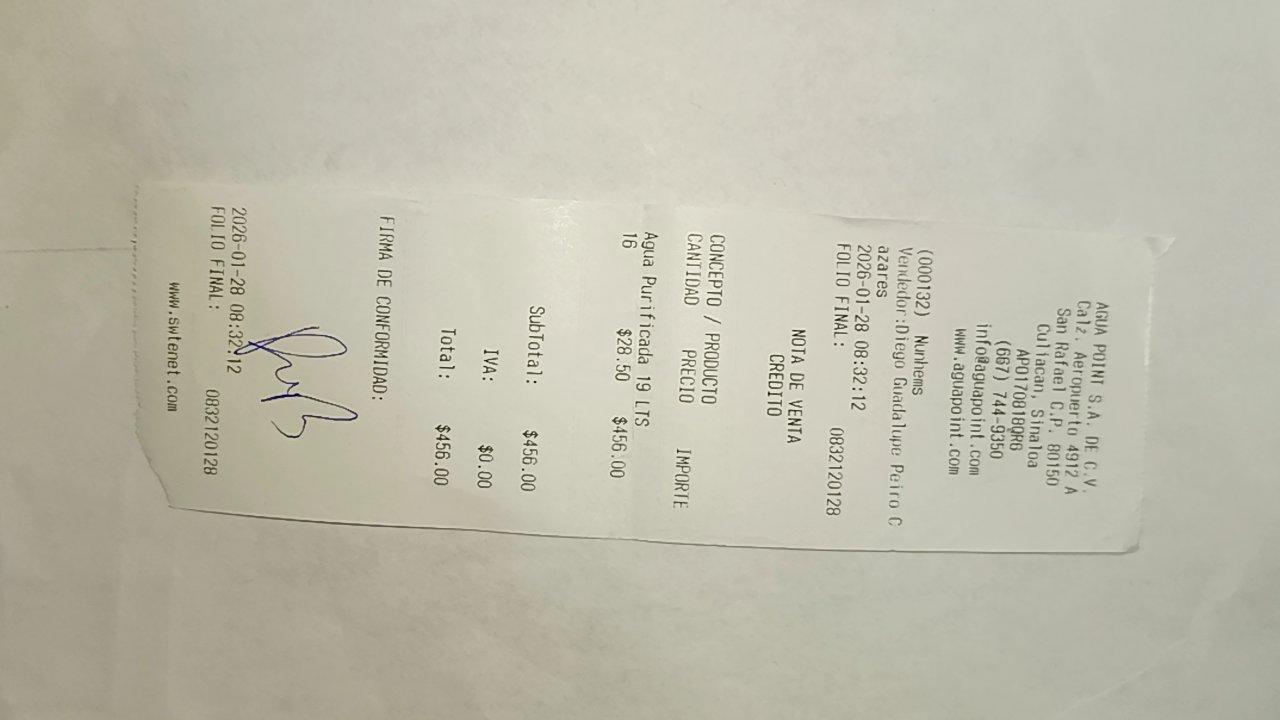 AGUA POINT S.A. DE C.V.
Calz. Aeropuerto 4912 A
San Rafael C.P. 80150
Culiacan, Sinaloa
APO170818QR6
(667) 744-9350
info@aguapoint.com
www.aguapoint.com
(000132) Nunhems
Vendedor:Diego Guadalupe Peiro C
azares
2026-01-28 08:32:12
FOLIO FINAL: 0832120128
NOTA DE VENTA
CREDITO
CONCEPTO / PRODUCTO
CANTIDAD PRECIO IMPORTE
Agua Purificada 19 LTS
16 $28.50 $456.00
SubTotal: $456.00
IVA: $0.00
Total: $456.00
FIRMA DE CONFORMIDAD:
2026-01-28 08:32:12
FOLIO FINAL: 0832120128
www.swtenet.com